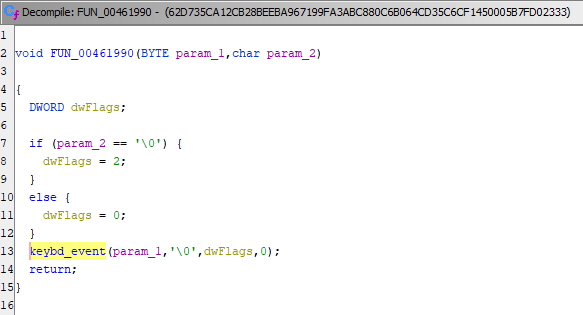 Decompile: FUN_00461990 - (62D735CA12CB28BEEBA967199FA3ABC880C6B064CD35C6CF1450005B7FD02333)
1
2 void FUN_00461990(BYTE param_1,char param_2)
3
4 {
5   DWORD dwFlags;
6
7   if (param_2 == '\0') {
8     dwFlags = 2;
9   }
10   else {
11     dwFlags = 0;
12   }
13   keybd_event(param_1,'\0',dwFlags,0);
14   return;
15 }
16